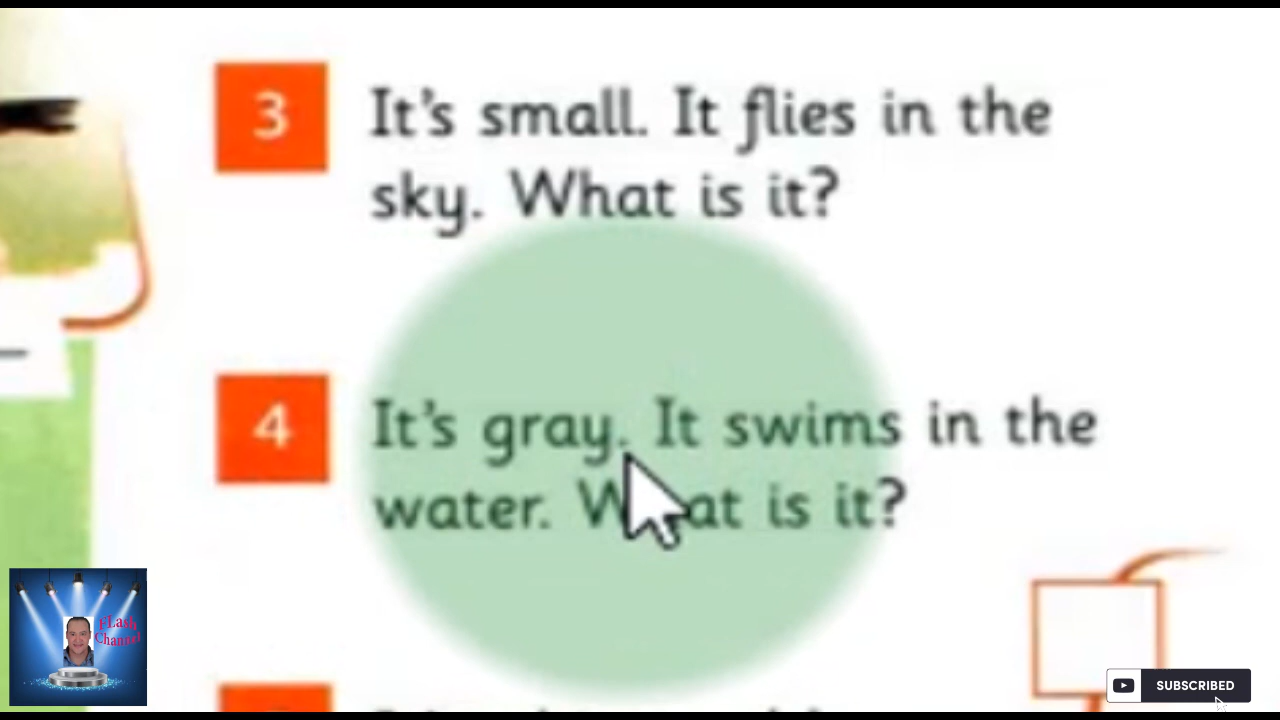 3
It's small. It flies in the
sky. What is it?
4
It's gray. It swims in the
water. What is it?
FLash
Channel
SUBSCRIBED